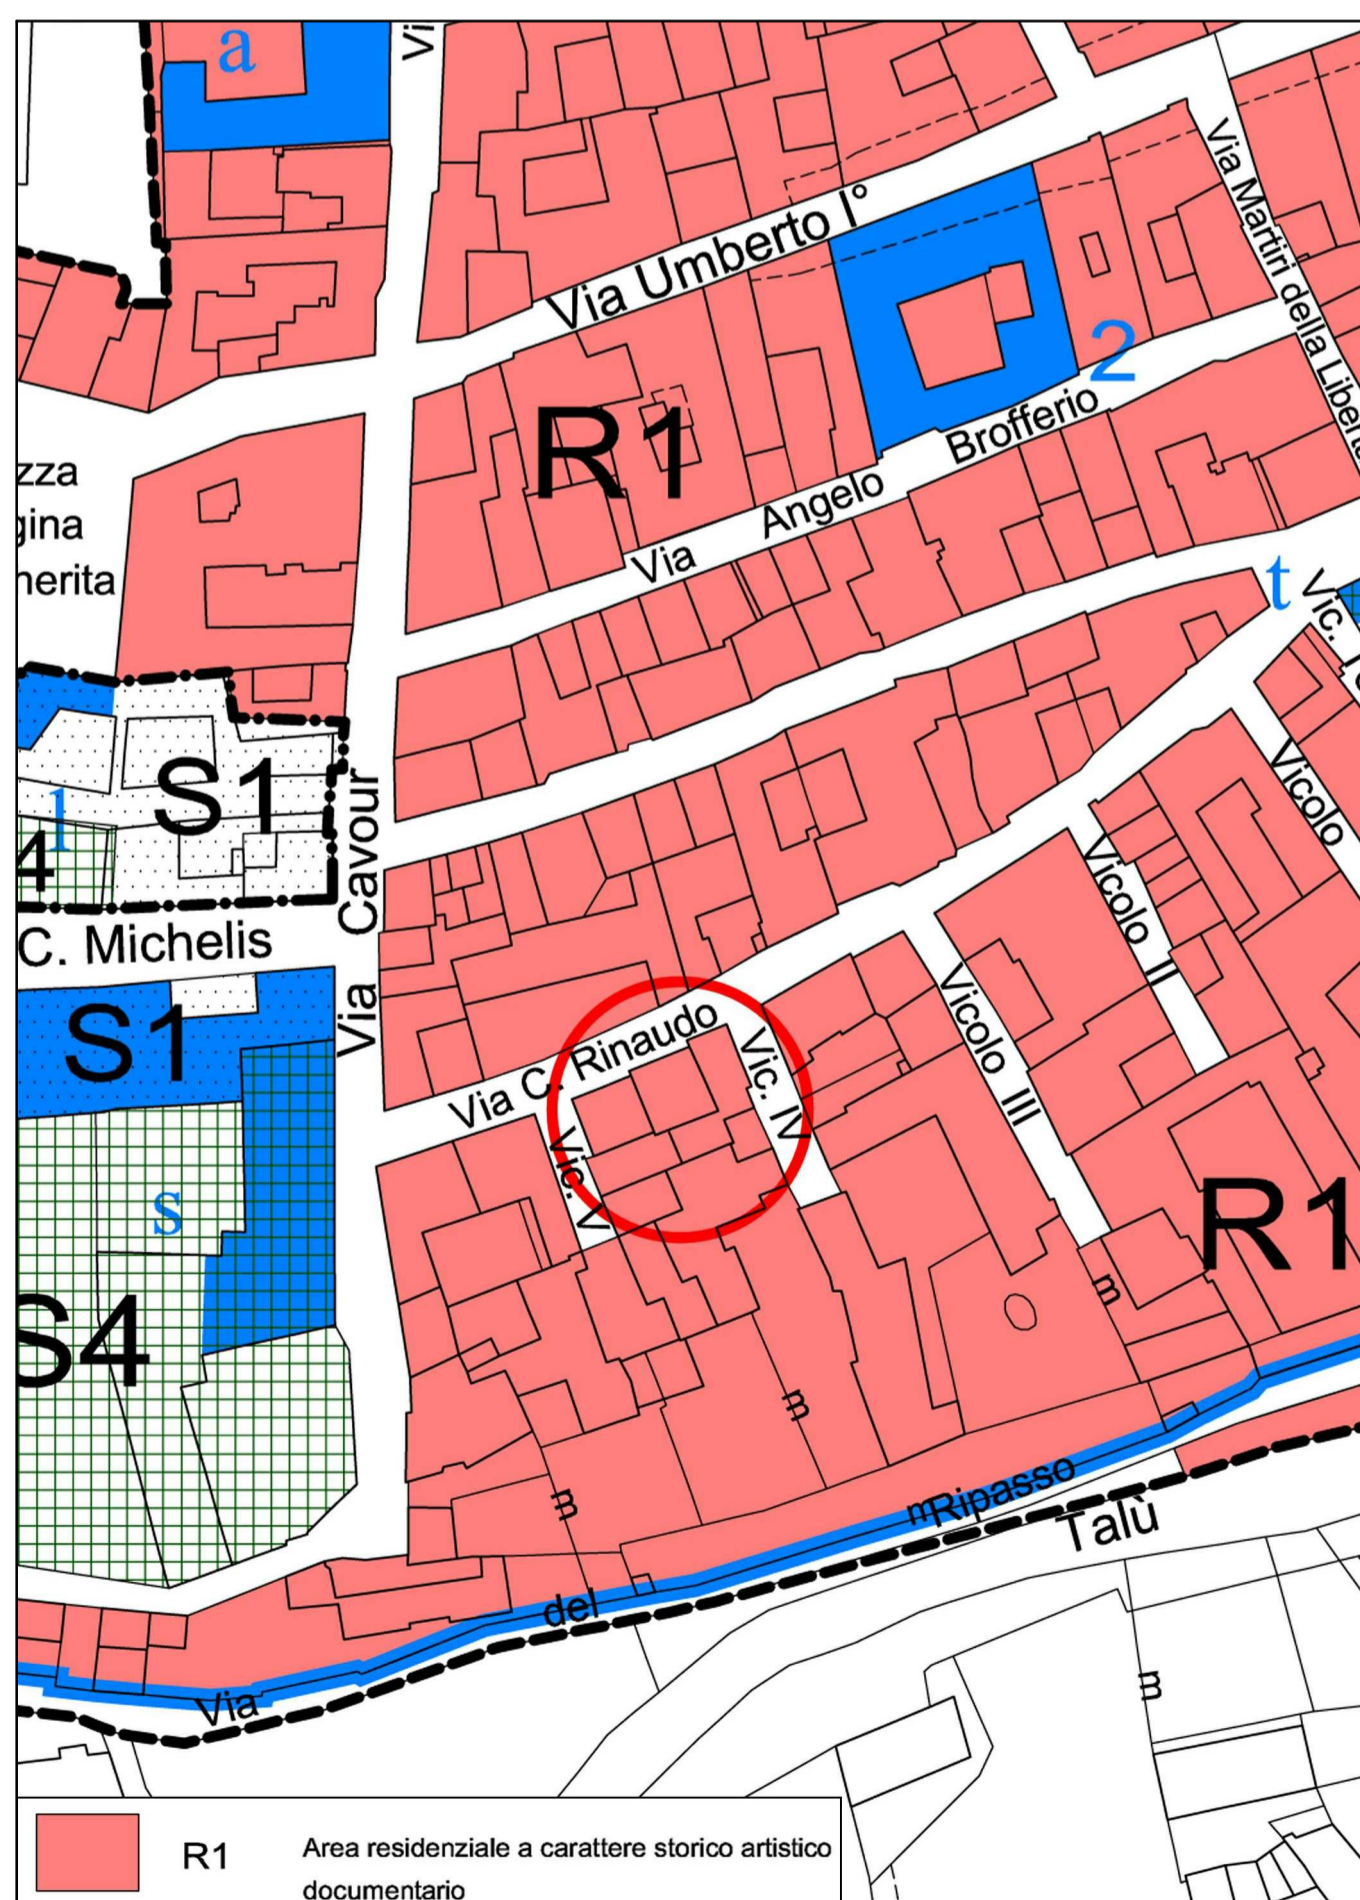 a
Vi
Via Umberto I°
Via Martiri della Libertà
2
R1
Via Angelo Brofferio
zza
gina
herita
t
Vic.
S1
l
4
Via Cavour
Vicolo
Vicolo II
C. Michelis
S1
Vicolo III
Via C. Rinaudo
Vic. IV
Vic. V
s
R1
S4
m
m
m
m
Via del Ripasso
Talù
m
R1 Area residenziale a carattere storico artistico
documentario